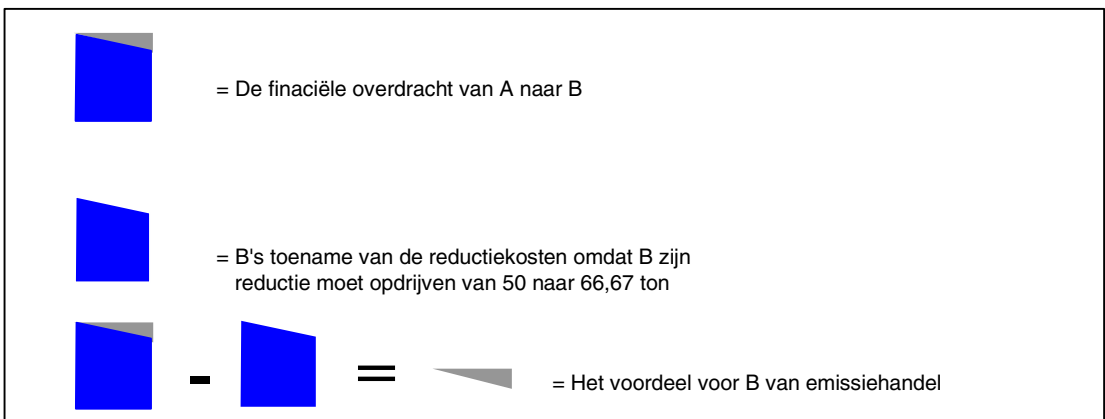 = De finaciële overdracht van A naar B
= B's toename van de reductiekosten omdat B zijn
reductie moet opdrijven van 50 naar 66,67 ton
- = = Het voordeel voor B van emissiehandel